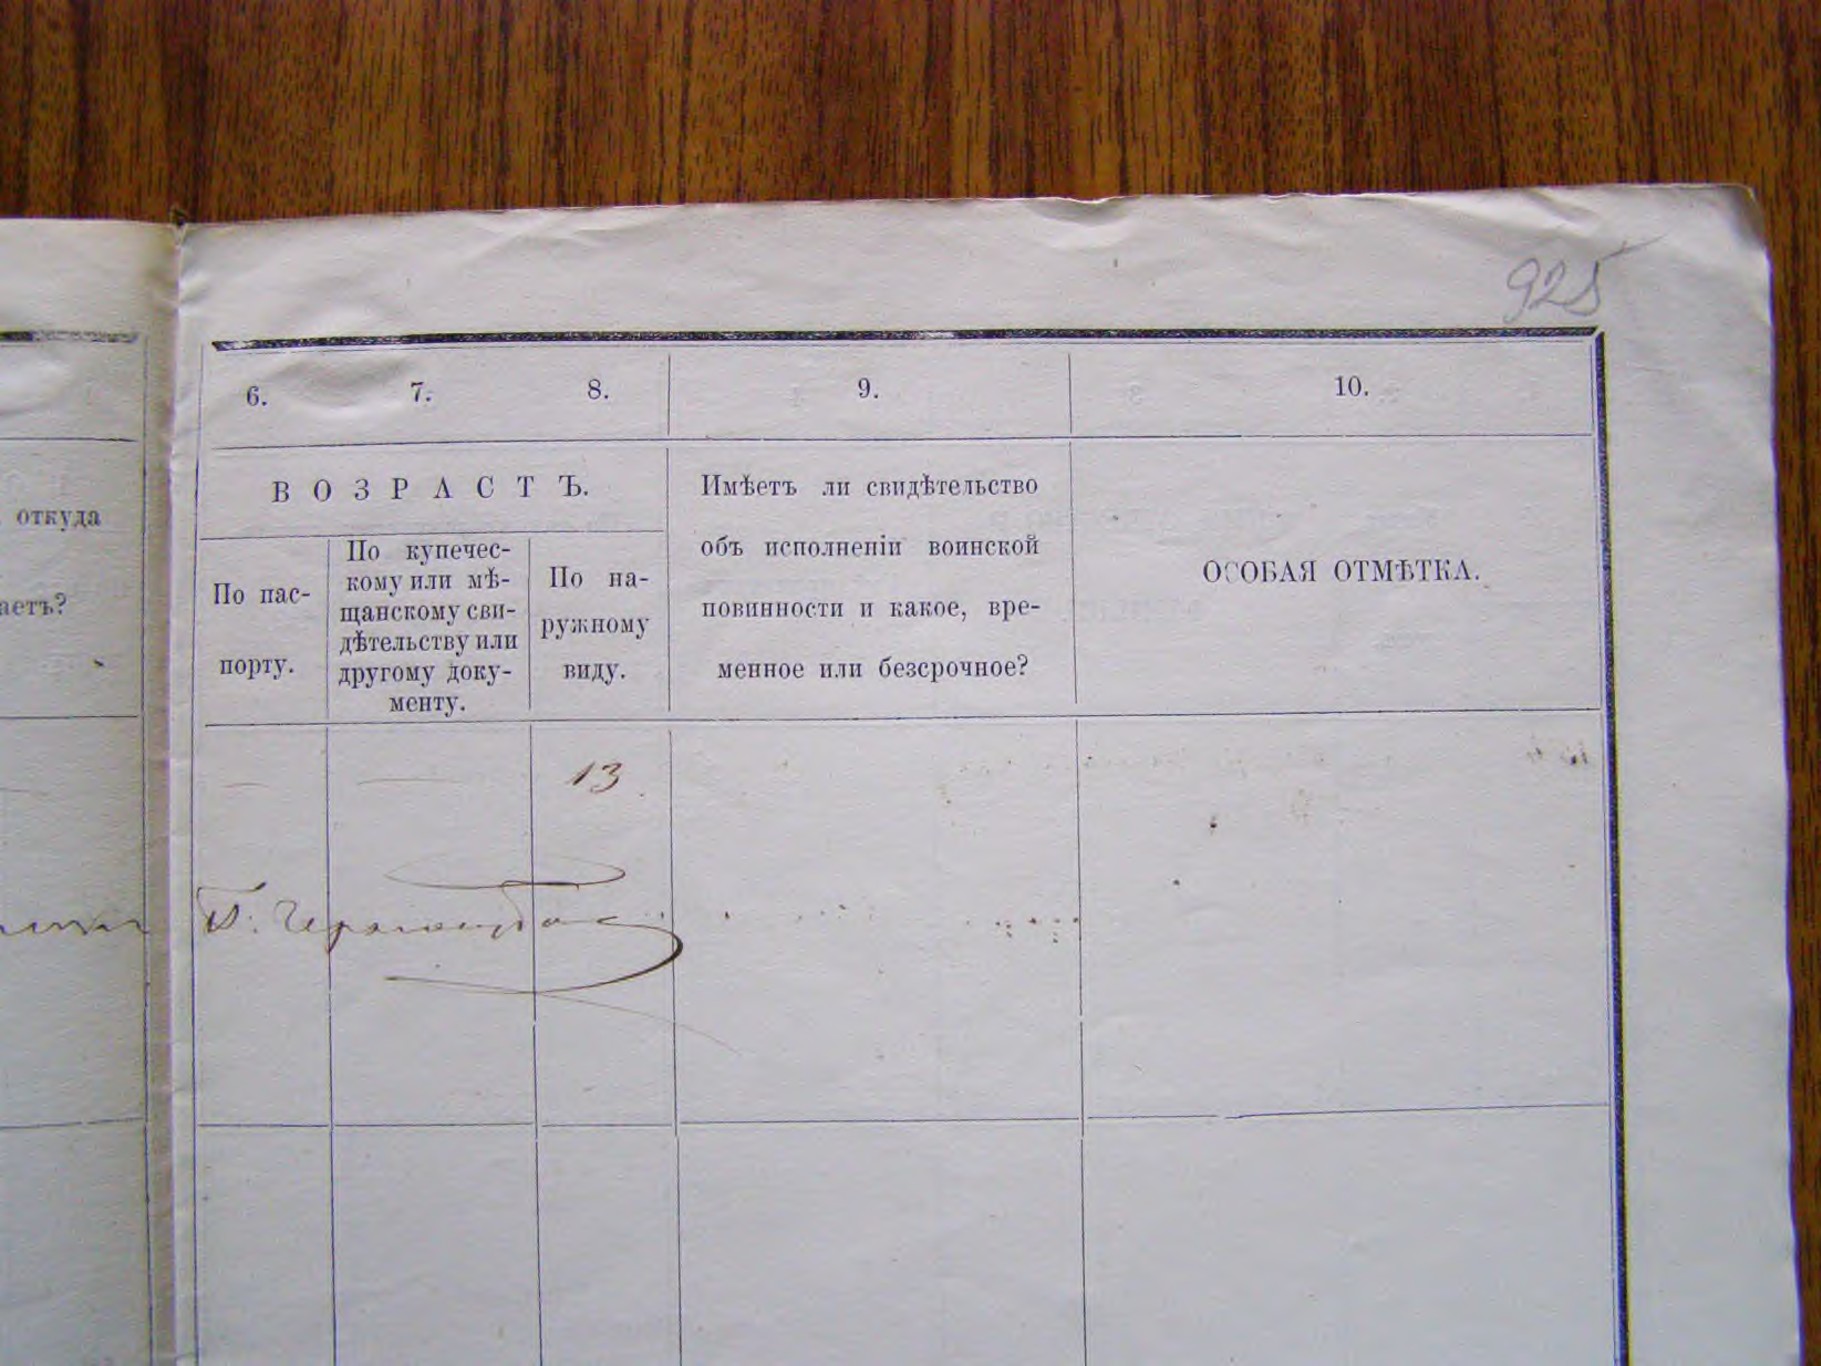 925
6.
7.
8.
9.
10.
откуда
аетъ?
ВОЗРАСТЪ.
По пас-
порту.
По купечес-
кому или мѣ-
щанскому сви-
дѣтельству или
другому доку-
менту.
По на-
ружному
виду.
Имѣетъ ли свидѣтельство
объ исполненіи воинской
повинности и какое, вре-
менное или безсрочное?
ОСОБАЯ ОТМѢТКА.
— — 13